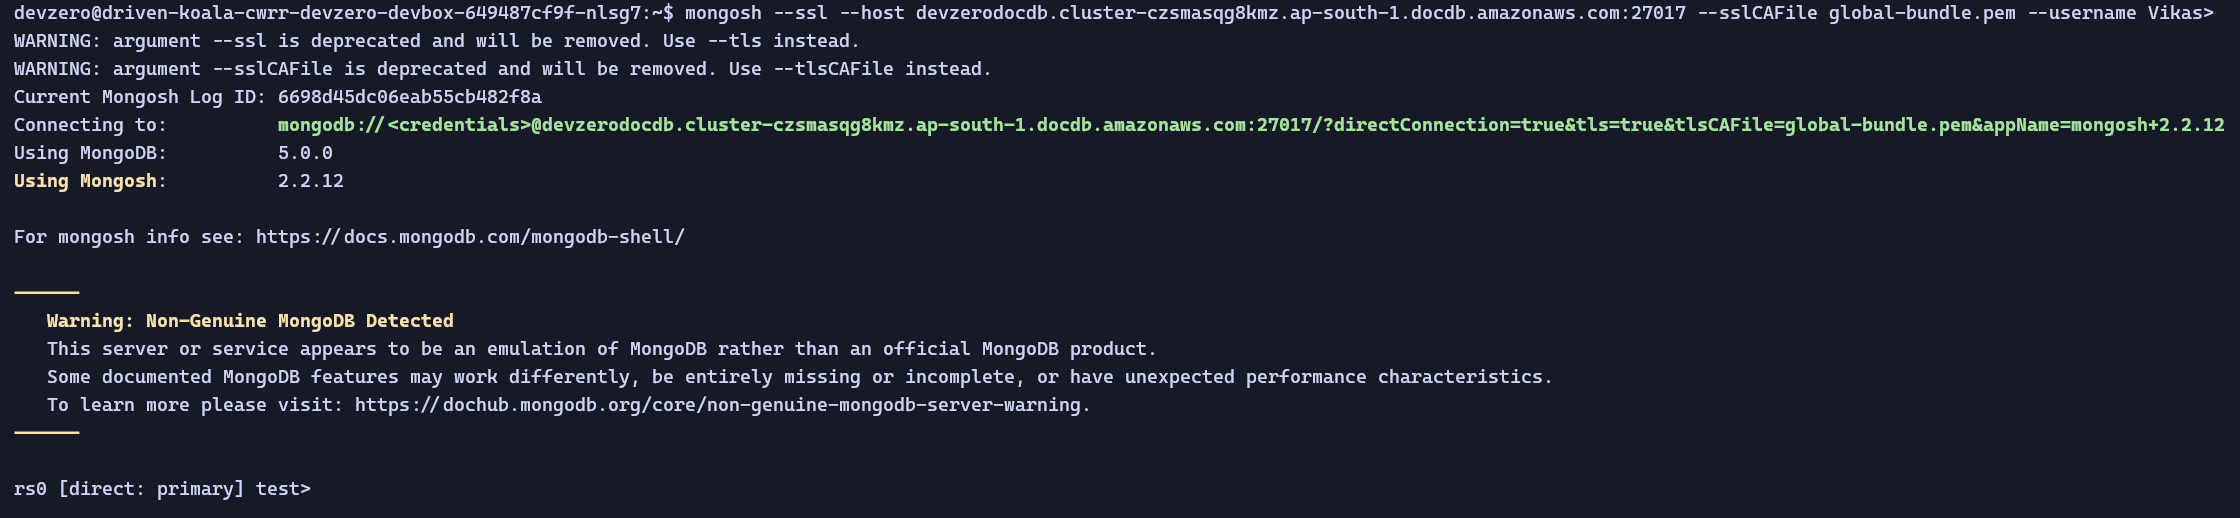 devzero@driven-koala-cwrr-devzero-devbox-649487cf9f-nlsg7:~$ mongosh --ssl --host devzerodocdb.cluster-czsmasqg8kmz.ap-south-1.docdb.amazonaws.com:27017 --sslCAFile global-bundle.pem --username Vikas>
WARNING: argument --ssl is deprecated and will be removed. Use --tls instead.
WARNING: argument --sslCAFile is deprecated and will be removed. Use --tlsCAFile instead.
Current Mongosh Log ID: 6698d45dc06eab55cb482f8a
Connecting to: mongodb://<credentials>@devzerodocdb.cluster-czsmasqg8kmz.ap-south-1.docdb.amazonaws.com:27017/?directConnection=true&tls=true&tlsCAFile=global-bundle.pem&appName=mongosh+2.2.12
Using MongoDB: 5.0.0
Using Mongosh: 2.2.12
For mongosh info see: https://docs.mongodb.com/mongodb-shell/
------
Warning: Non-Genuine MongoDB Detected
This server or service appears to be an emulation of MongoDB rather than an official MongoDB product.
Some documented MongoDB features may work differently, be entirely missing or incomplete, or have unexpected performance characteristics.
To learn more please visit: https://dochub.mongodb.org/core/non-genuine-mongodb-server-warning.
------
rs0 [direct: primary] test>